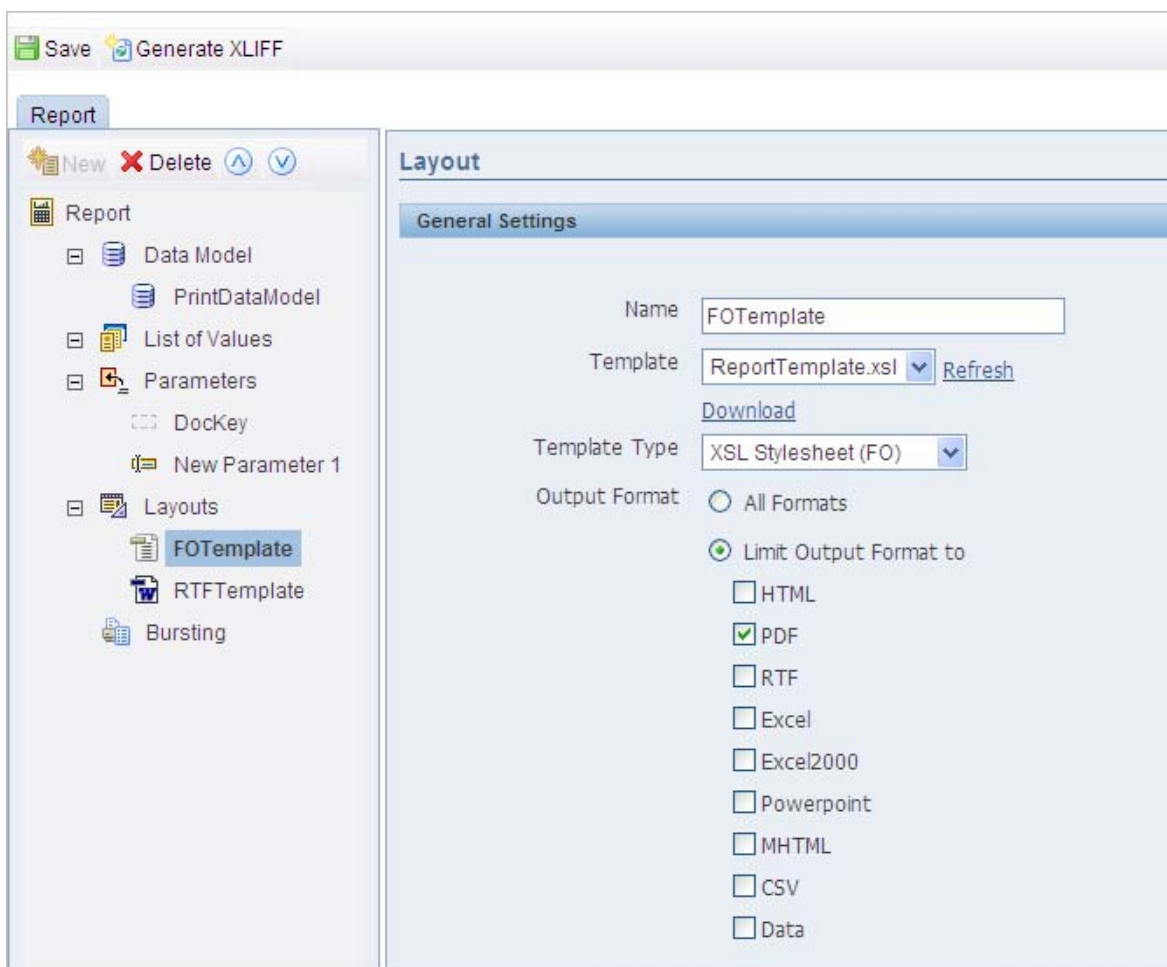 Save Generate XLIFF
Report
New Delete
Report
Data Model
PrintDataModel
List of Values
Parameters
DocKey
New Parameter 1
Layouts
FOTemplate
RTFTemplate
Bursting
Layout
General Settings
Name FOTemplate
Template ReportTemplate.xsl Refresh
Download
Template Type XSL Stylesheet (FO)
Output Format All Formats
Limit Output Format to
HTML
PDF
RTF
Excel
Excel2000
Powerpoint
MHTML
CSV
Data